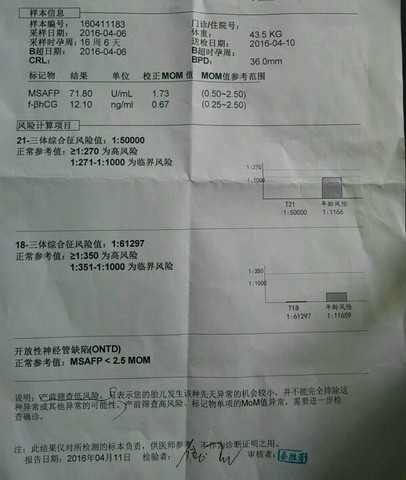 样本信息
样本编号: 160411183 门诊/住院号:
采样日期: 2016-04-06 体重: 43.5 KG
采样时孕周: 16 周 6 天 送检日期: 2016-04-10
B超日期: 2016-04-06 B超时孕周:
CRL: BPD: 36.0mm
标记物 结果 单位 校正MOM 值 MOM值参考范围
MSAFP 71.80 U/mL 1.73 (0.50~2.50)
f-βhCG 12.10 ng/ml 0.67 (0.25~2.50)
风险计算项目
21-三体综合征风险值: 1:50000
正常参考值: ≥1:270 为高风险
1:271-1:1000 为临界风险
1:270
1:1000
T21 年龄风险
1:50000 1:1166
18-三体综合征风险值: 1:61297
正常参考值: ≥1:350 为高风险
1:351-1:1000 为临界风险
1:350
1:1000
T18 年龄风险
1:61297 1:11659
开放性神经管缺陷(ONTD)
正常参考值: MSAFP < 2.5 MOM
说明: 产前筛查低风险, 只表示您的胎儿发生该种先天异常的机会较小, 并不能完全排除这
种异常或其他异常的可能性, 产前筛查高风险、标记物单项的MoM值异常, 需要进一步检
查确诊。
注: 此结果仅对所检测的标本负责, 供医师参考, 不作为诊断证明之用。
报告日期: 2016年04月11日 检验者: 审核者: